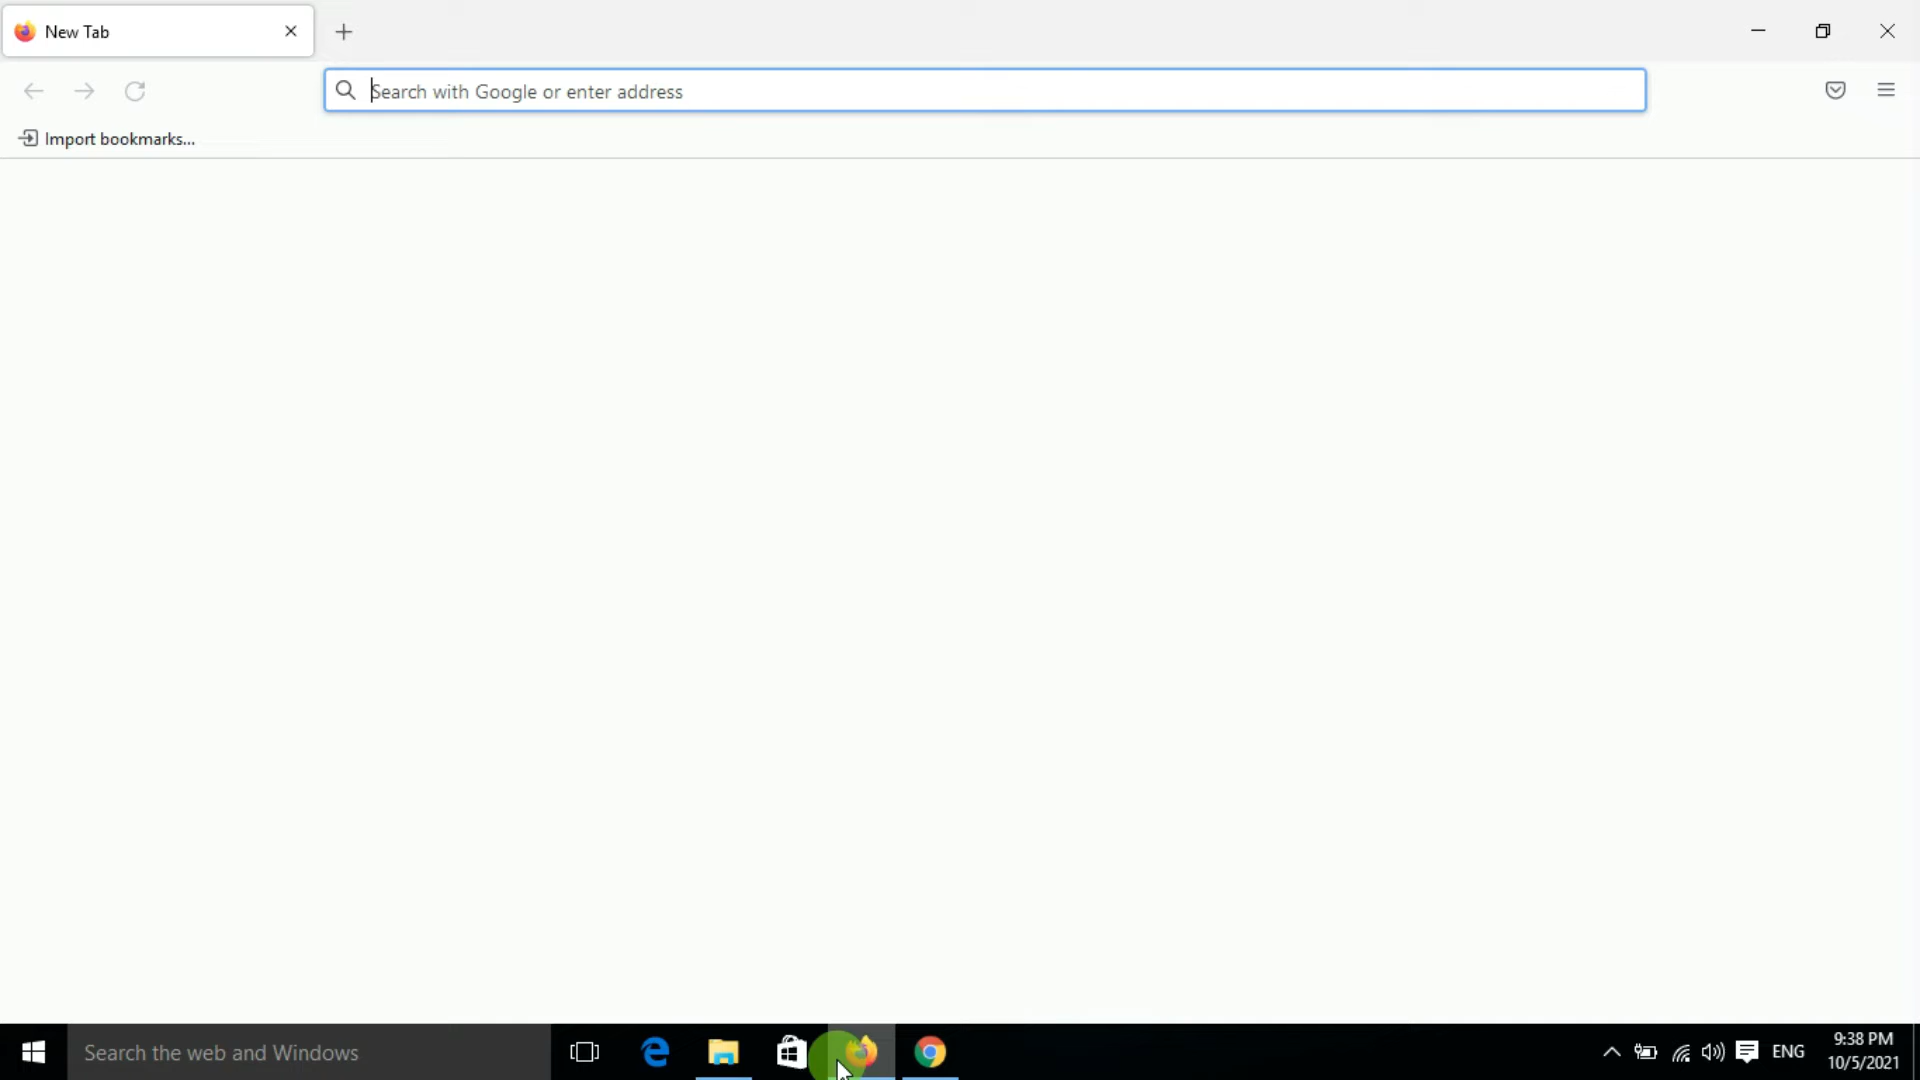 New Tab
Search with Google or enter address
Import bookmarks...
Search the web and Windows
ENG
9:38 PM
10/5/2021